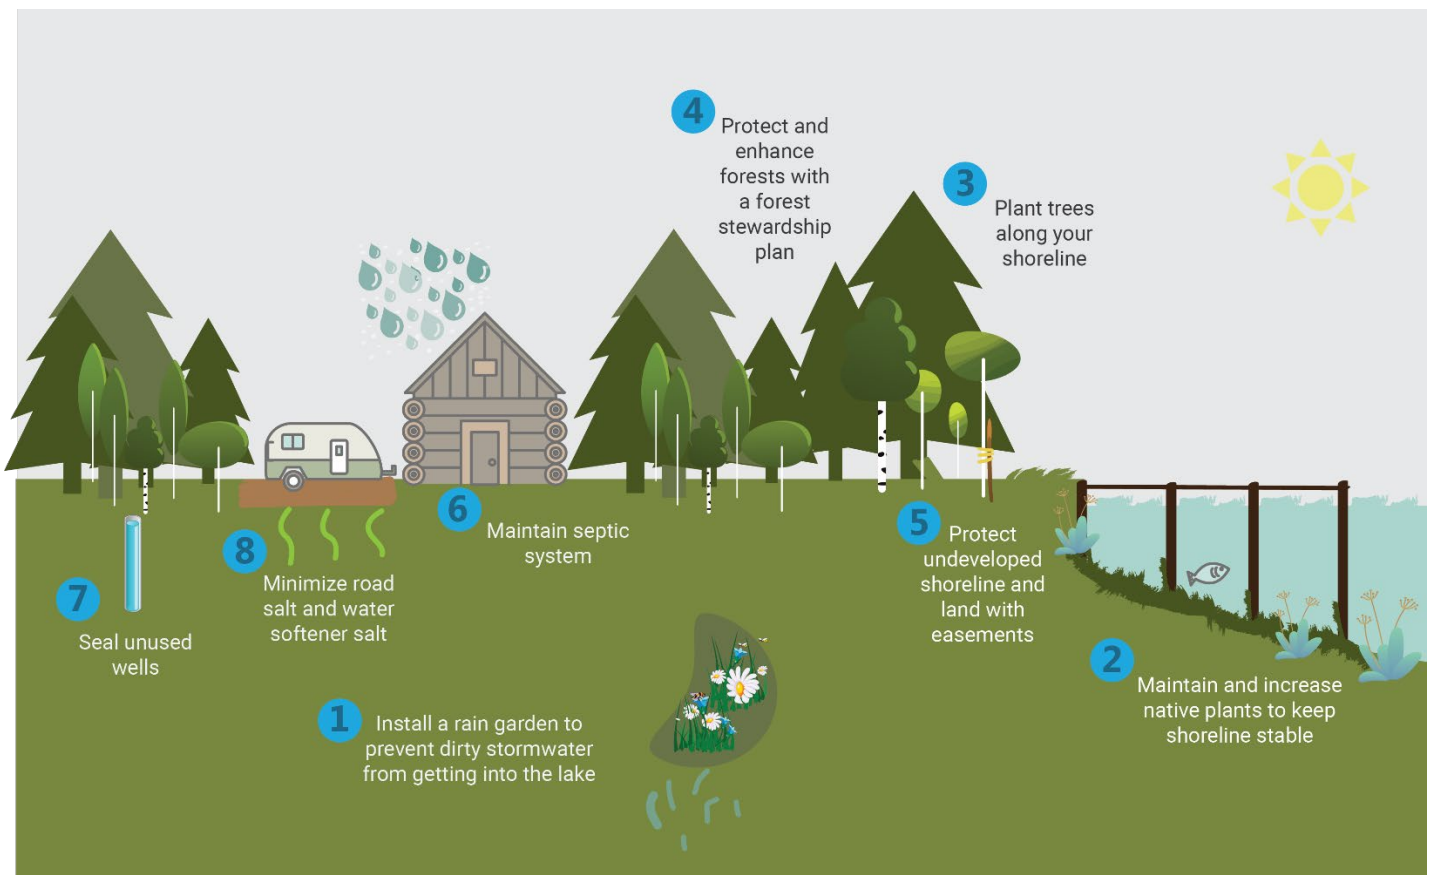 4
Protect and
enhance
forests with
a forest
stewardship
plan
3
Plant trees
along your
shoreline
6
Maintain septic
system
5
Protect
undeveloped
shoreline and
land with
easements
8
Minimize road
salt and water
softener salt
7
Seal unused
wells
2
Maintain and increase
native plants to keep
shoreline stable
1
Install a rain garden to
prevent dirty stormwater
from getting into the lake